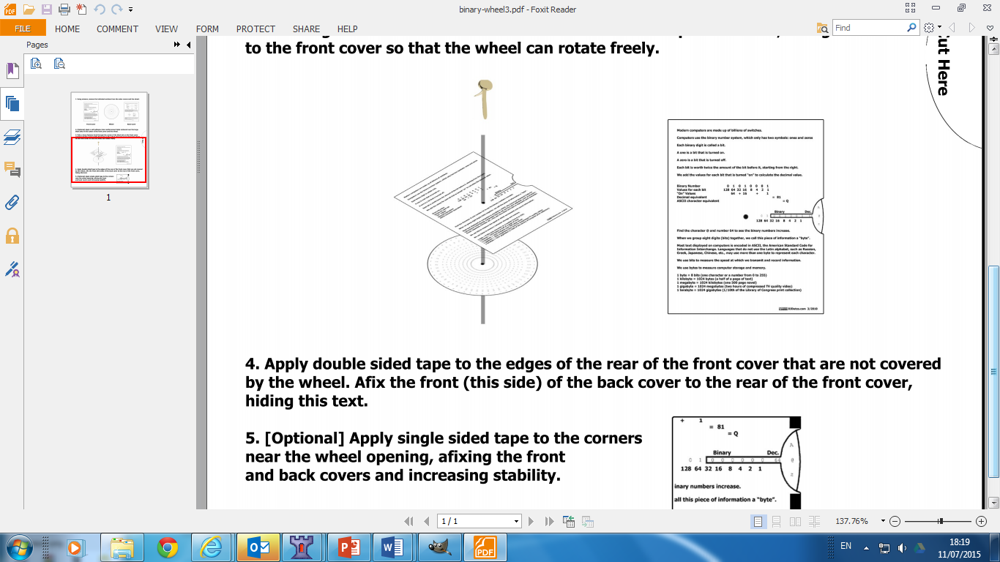 binary-wheel3.pdf - Foxit Reader
FILE HOME COMMENT VIEW FORM PROTECT SHARE HELP
Find
Pages
1
to the front cover so that the wheel can rotate freely.
ut Here
Modern computers are made up of billions of switches.
Computers use the binary number system, which only has two symbols: ones and zeros
Each binary digit is called a bit.
A one is a bit that is turned on.
A zero is a bit that is turned off.
Each bit is worth twice the amount of the bit before it, starting from the right.
We add the values for each bit that is turned "on" to calculate the decimal value.
Binary Number 0 1 0 1 0 0 0 1
Values for each bit 128 64 32 16 8 4 2 1
"On" Values 64 + 16 + 1
Decimal equivalent = 81
ASCII character equivalent = Q
Binary Dec.
128 64 32 16 8 4 2 1
Find the character @ and number 64 to see the binary numbers increase.
When we group eight digits (bits) together, we call this piece of information a "byte".
Most text displayed on computers is encoded in ASCII, the American Standard Code for
Information Interchange. Languages that do not use the Latin alphabet, such as Russian,
Greek, Japanese, Chinese, etc., may use more than one byte to represent each character.
We use bits to measure the speed at which we transmit and record information.
We use bytes to measure computer storage and memory.
1 byte = 8 bits (one character or a number from 0 to 255)
1 kilobyte = 1024 bytes (a half of a page of text)
1 megabyte = 1024 kilobytes (one 500 page novel)
1 gigabyte = 1024 megabytes (two hours of compressed TV quality video)
1 terabyte = 1024 gigabytes (1/10th of the Library of Congress print collection)
3/2010
4. Apply double sided tape to the edges of the rear of the front cover that are not covered
by the wheel. Afix the front (this side) of the back cover to the rear of the front cover,
hiding this text.
5. [Optional] Apply single sided tape to the corners
near the wheel opening, afixing the front
and back covers and increasing stability.
+ 1
= 81
= Q
Binary Dec.
0 1 0 0 0 0 0 0 64 @
128 64 32 16 8 4 2 1
inary numbers increase.
all this piece of information a "byte".
1 / 1
137.76%
EN
18:19
11/07/2015